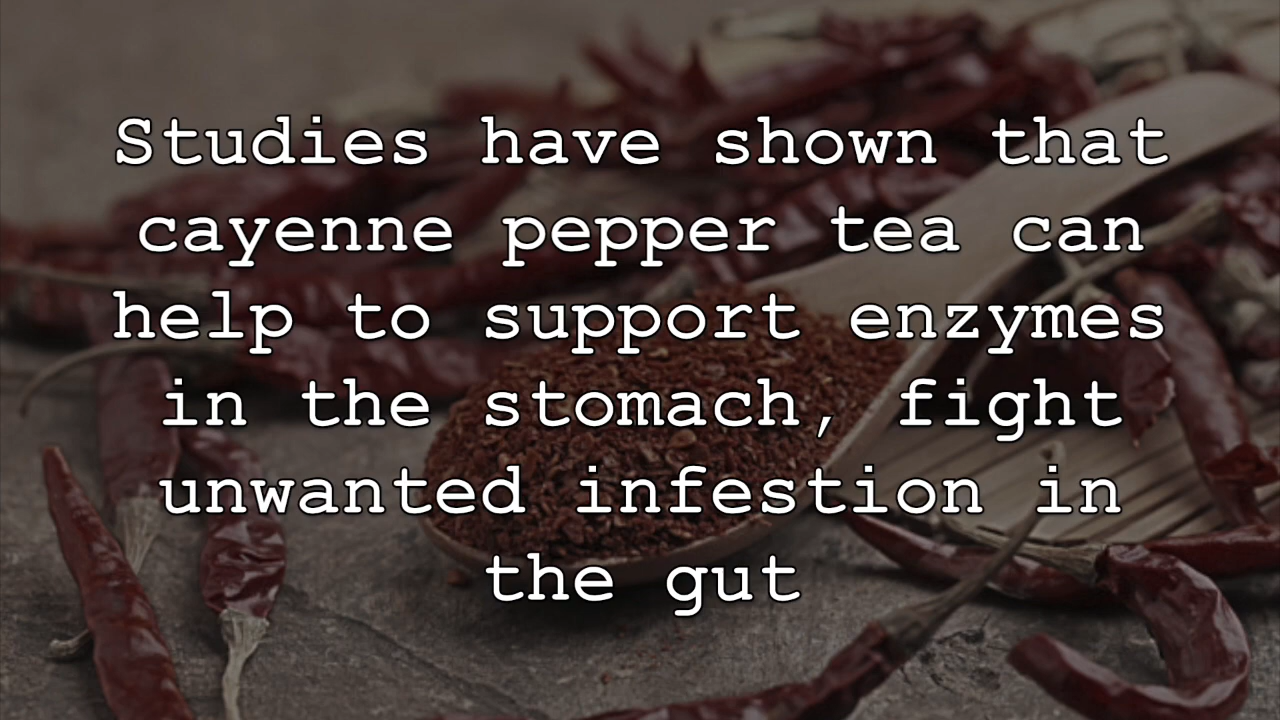 Studies have shown that
cayenne pepper tea can
help to support enzymes
in the stomach, fight
unwanted infestion in
the gut